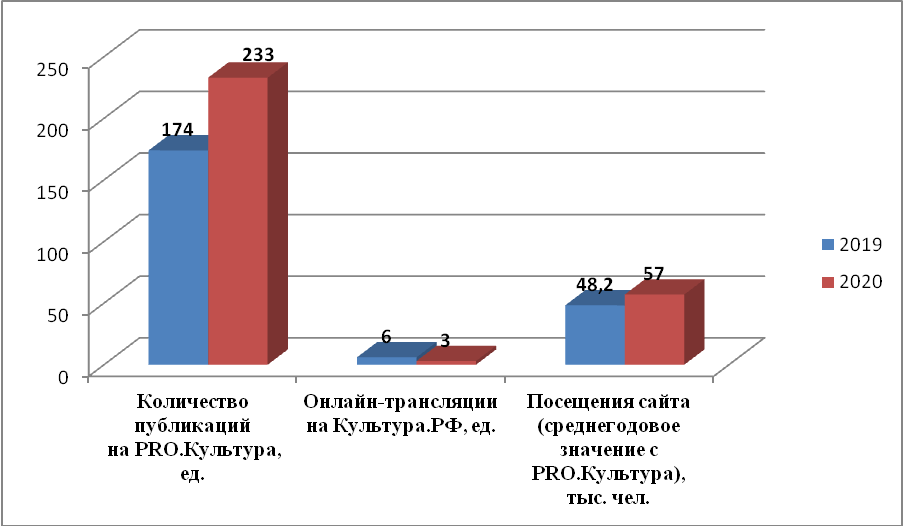 250
200
150
100
50
0
174
233
6
3
48,2
57
2019
2020
Количество
публикаций
на PRO.Культура,
ед.
Онлайн-трансляции
на Культура.РФ, ед.
Посещения сайта
(среднегодовое
значение с
PRO.Культура),
тыс. чел.